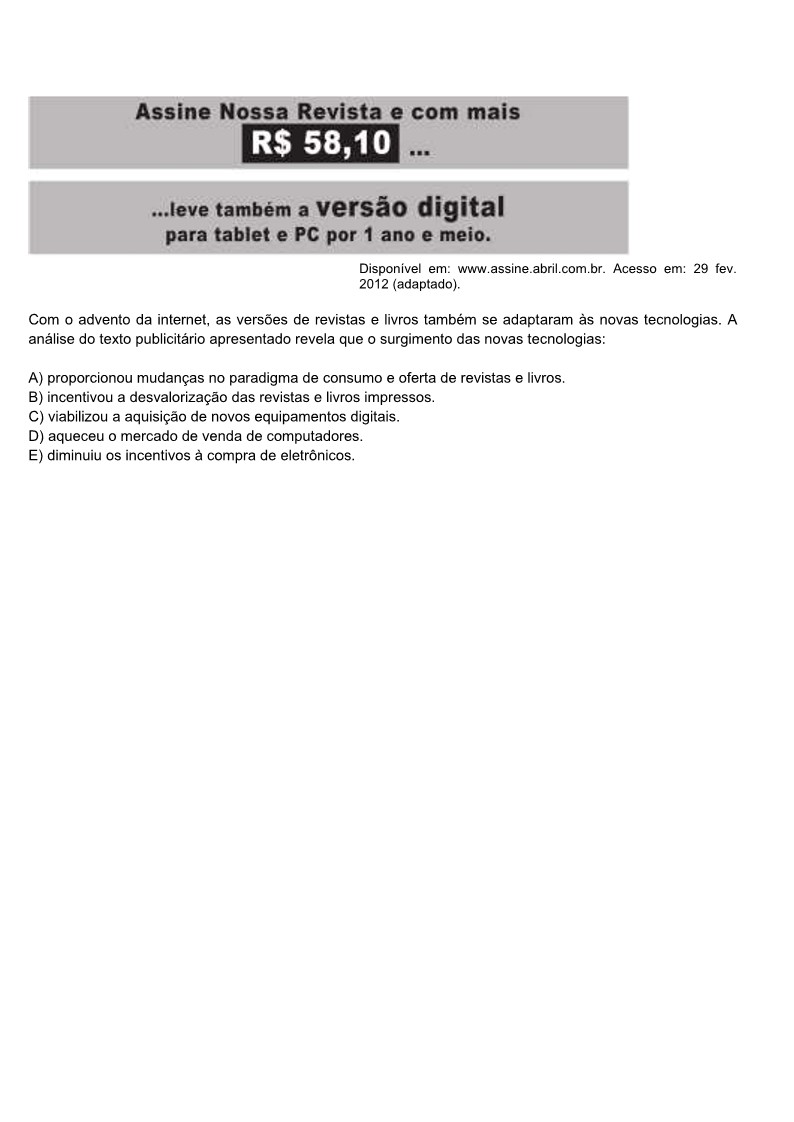 Assine Nossa Revista e com mais
R$ 58,10 ...
...leve também a versão digital
para tablet e PC por 1 ano e meio.
Disponível em: www.assine.abril.com.br. Acesso em: 29 fev.
2012 (adaptado).
Com o advento da internet, as versões de revistas e livros também se adaptaram às novas tecnologias. A
análise do texto publicitário apresentado revela que o surgimento das novas tecnologias:
A) proporcionou mudanças no paradigma de consumo e oferta de revistas e livros.
B) incentivou a desvalorização das revistas e livros impressos.
C) viabilizou a aquisição de novos equipamentos digitais.
D) aqueceu o mercado de venda de computadores.
E) diminuiu os incentivos à compra de eletrônicos.